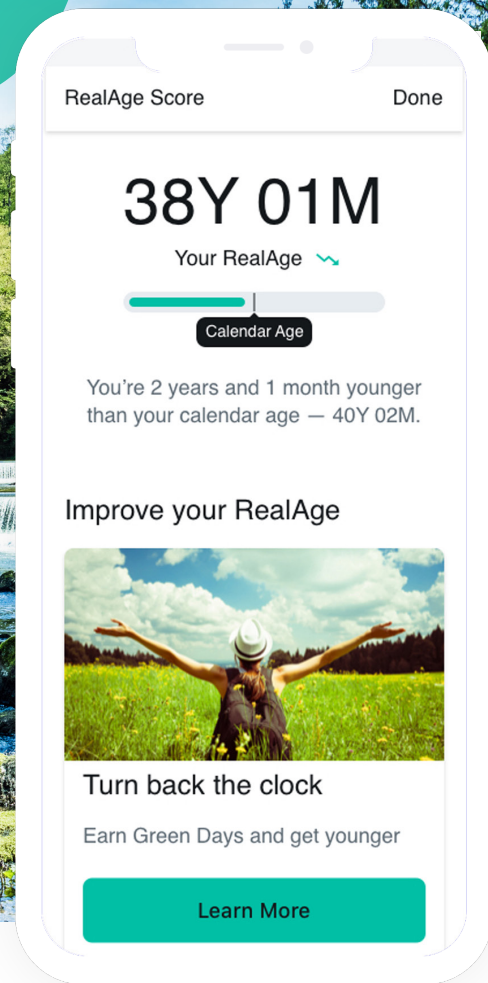 RealAge Score Done
38Y 01M
Your RealAge
Calendar Age
You’re 2 years and 1 month younger
than your calendar age — 40Y 02M.
Improve your RealAge
Turn back the clock
Earn Green Days and get younger
Learn More